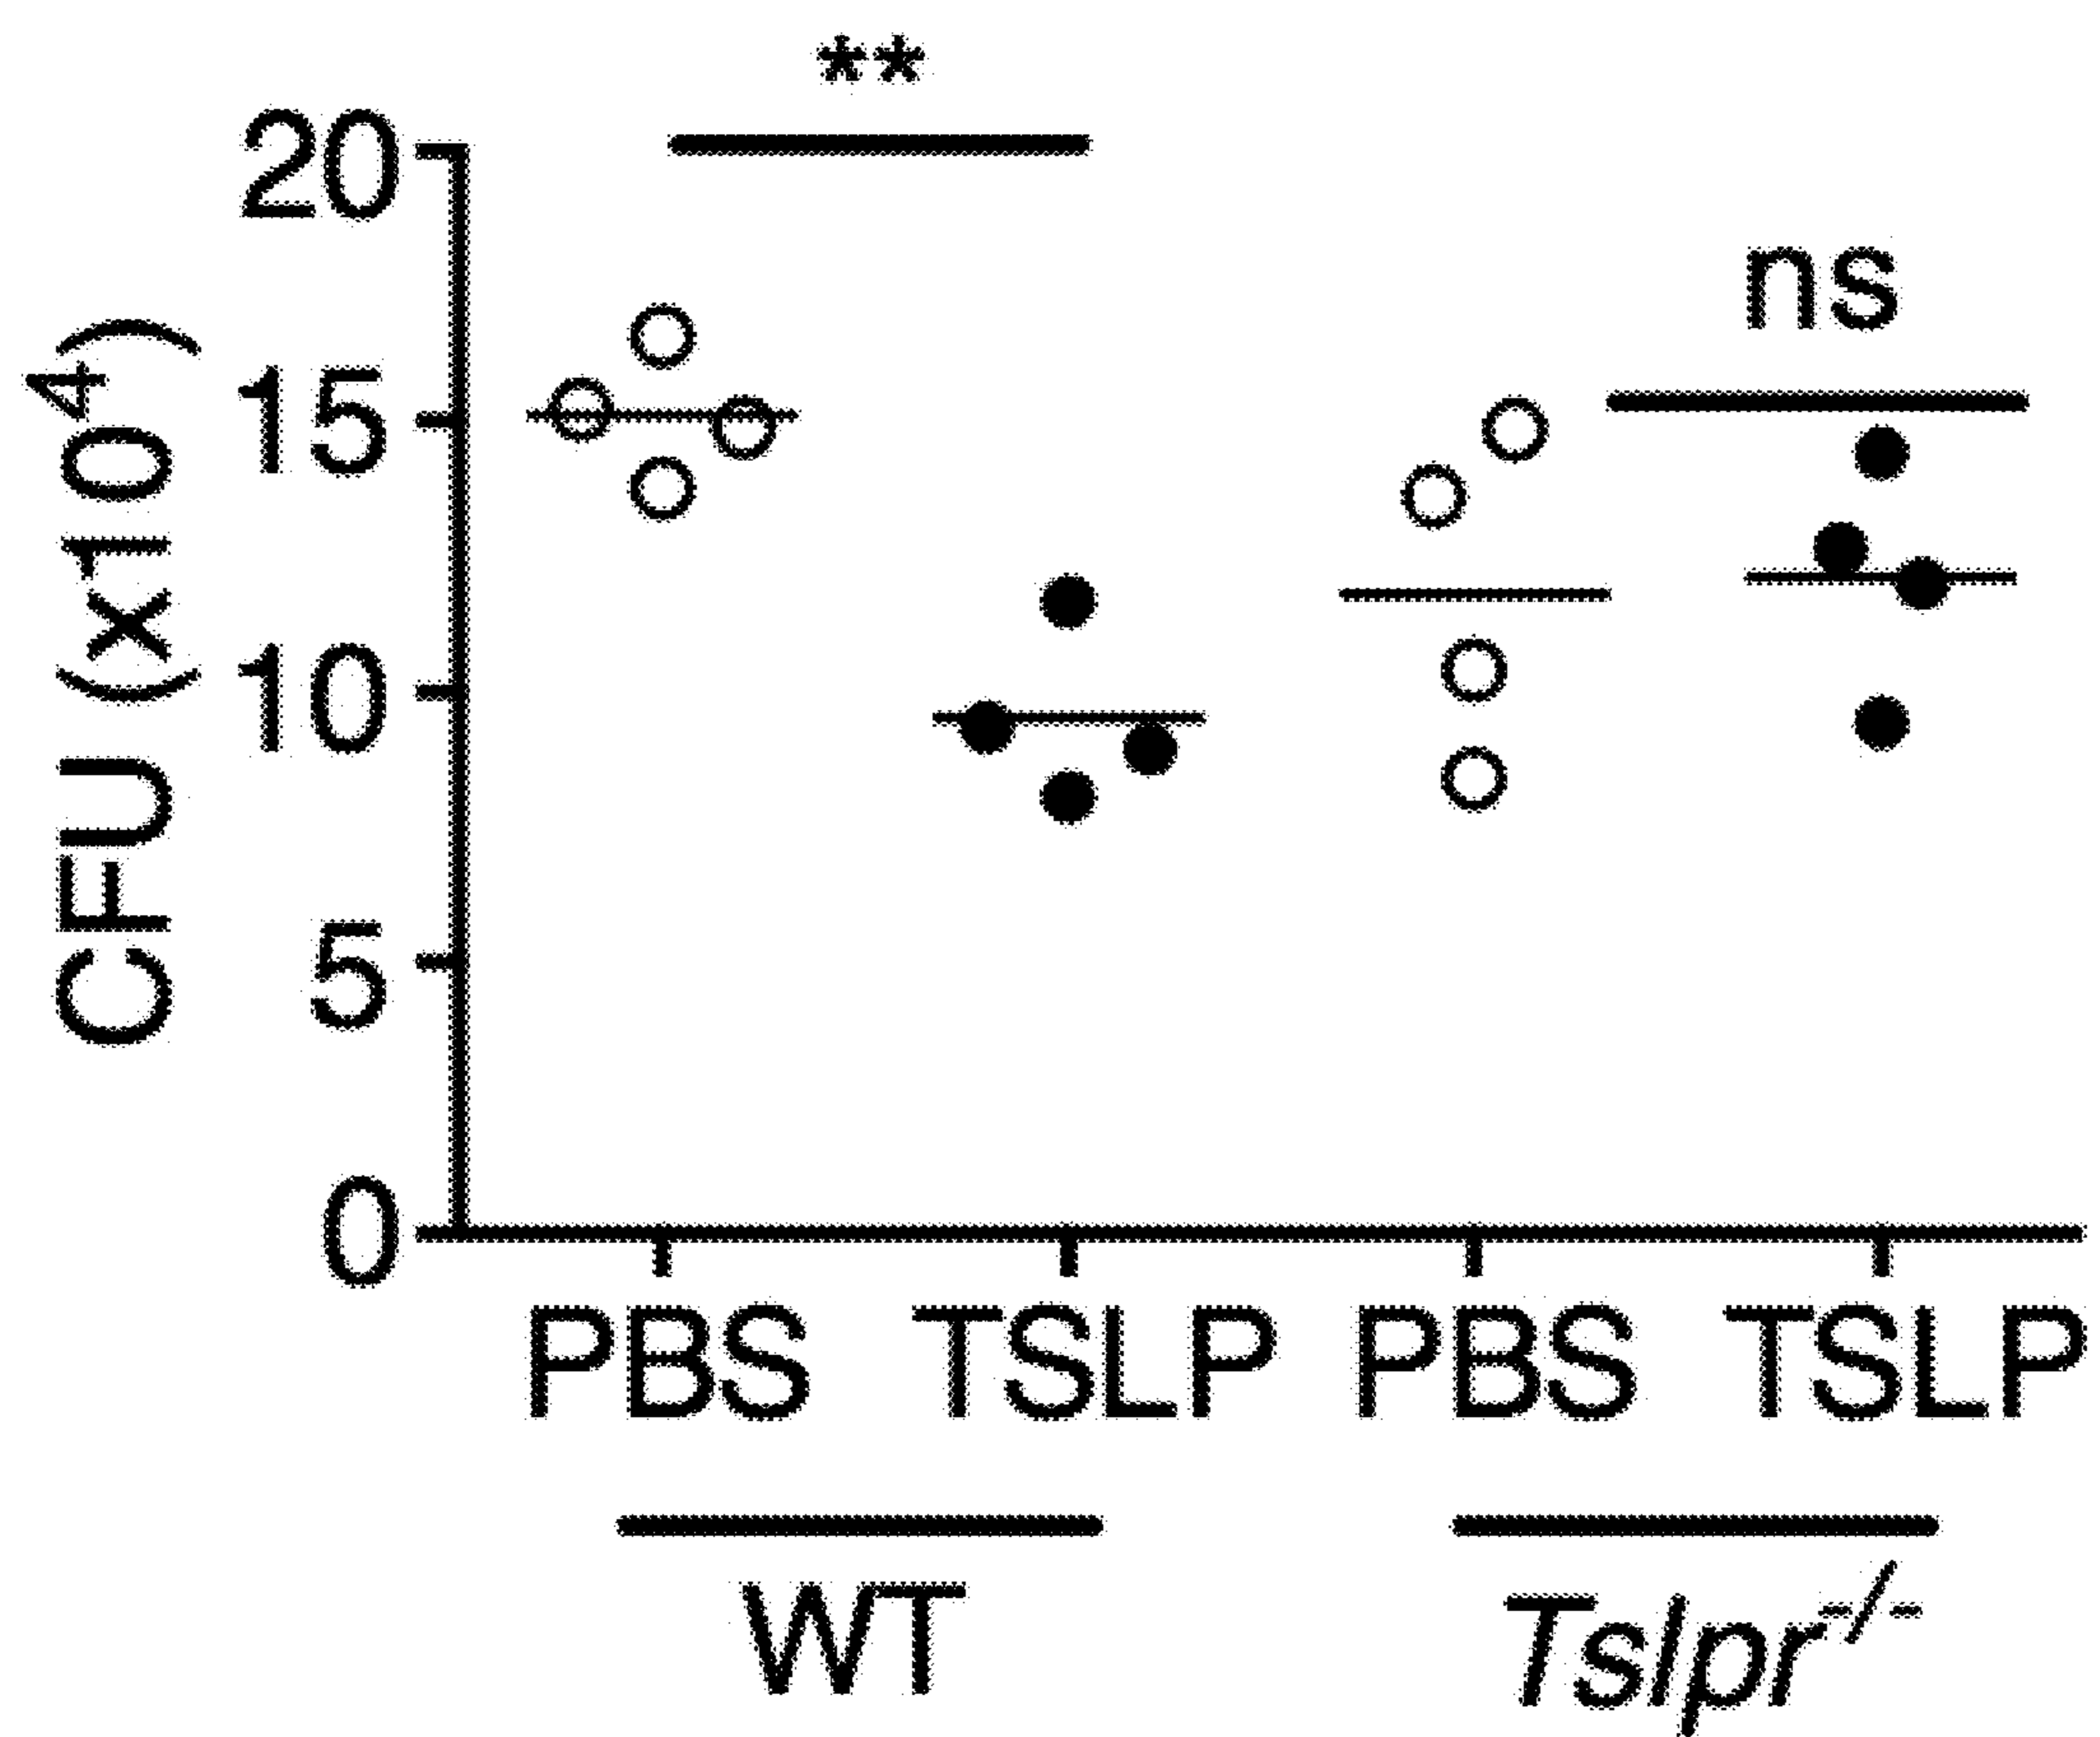 **
20
ns
15
10
5
0
CFU (x10⁴)
PBS TSLP PBS TSLP
WT Tslpr⁻/⁻